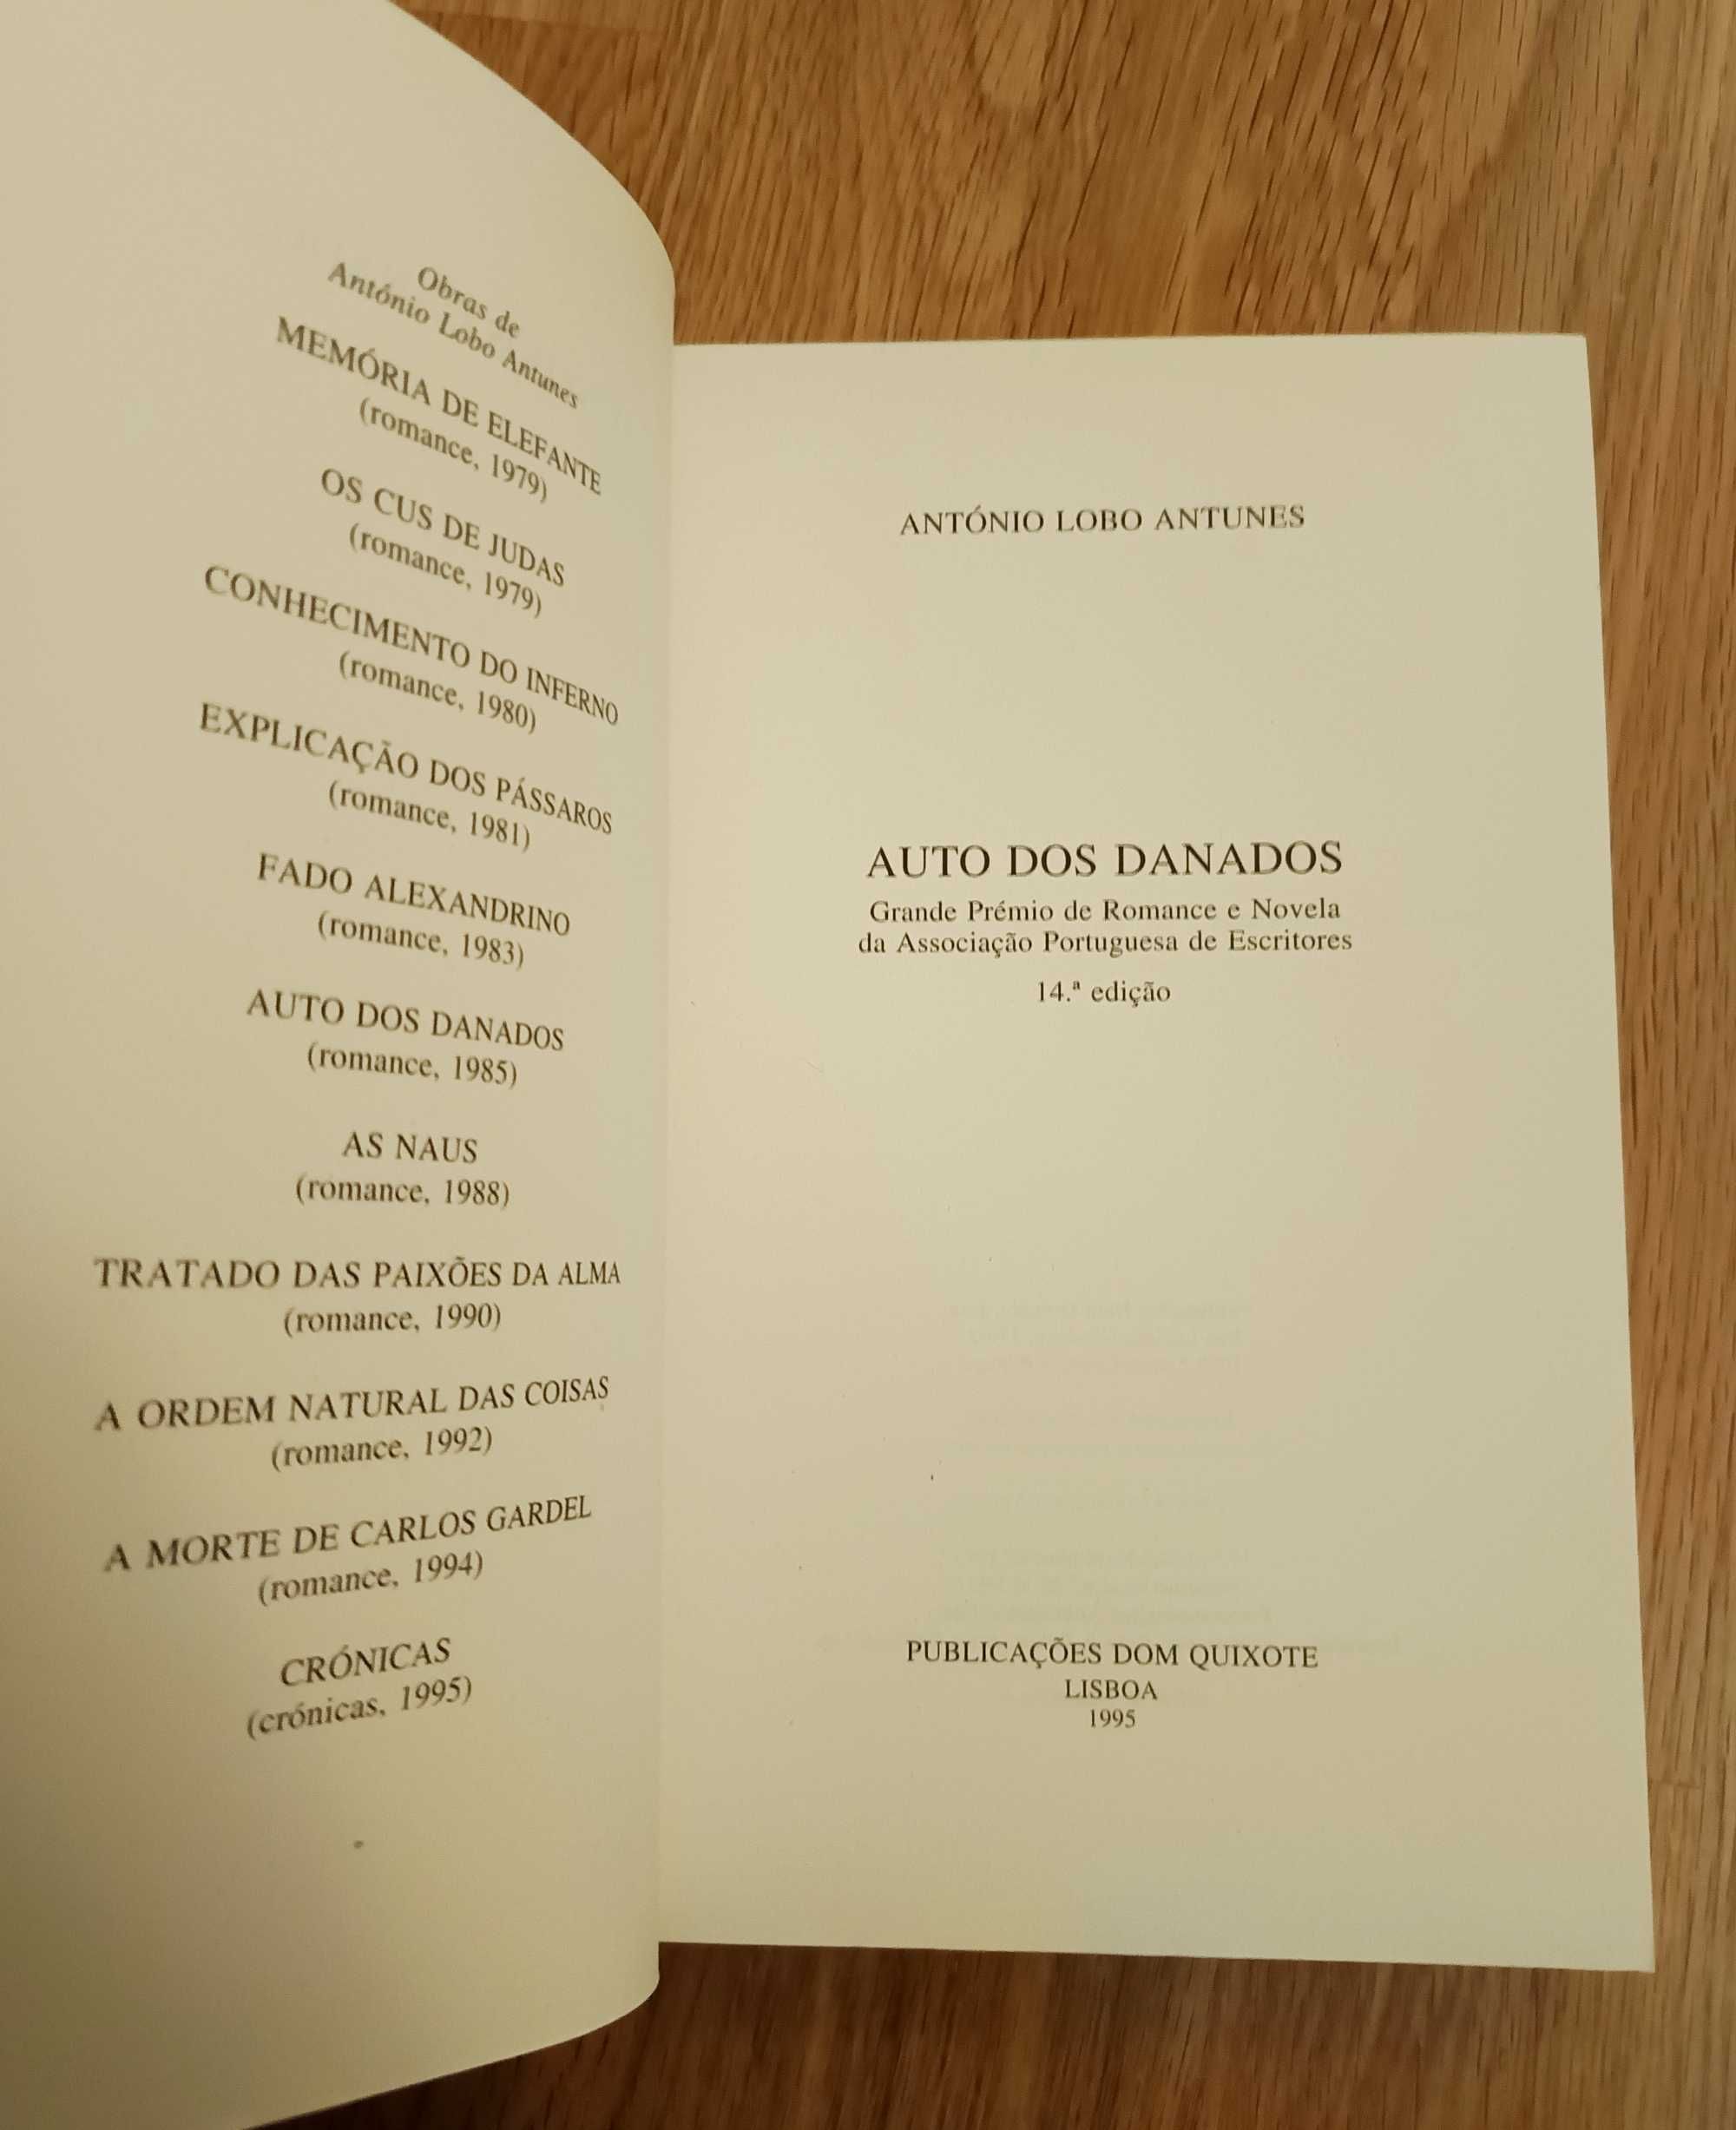 Obras de
António Lobo Antunes
MEMÓRIA DE ELEFANTE
(romance, 1979)
OS CUS DE JUDAS
(romance, 1979)
CONHECIMENTO DO INFERNO
(romance, 1980)
EXPLICAÇÃO DOS PÁSSAROS
(romance, 1981)
FADO ALEXANDRINO
(romance, 1983)
AUTO DOS DANADOS
(romance, 1985)
AS NAUS
(romance, 1988)
TRATADO DAS PAIXÕES DA ALMA
(romance, 1990)
A ORDEM NATURAL DAS COISAS
(romance, 1992)
A MORTE DE CARLOS GARDEL
(romance, 1994)
CRÓNICAS
(crónicas, 1995)
ANTÓNIO LOBO ANTUNES
AUTO DOS DANADOS
Grande Prémio de Romance e Novela
da Associação Portuguesa de Escritores
14.ª edição
PUBLICAÇÕES DOM QUIXOTE
LISBOA
1995